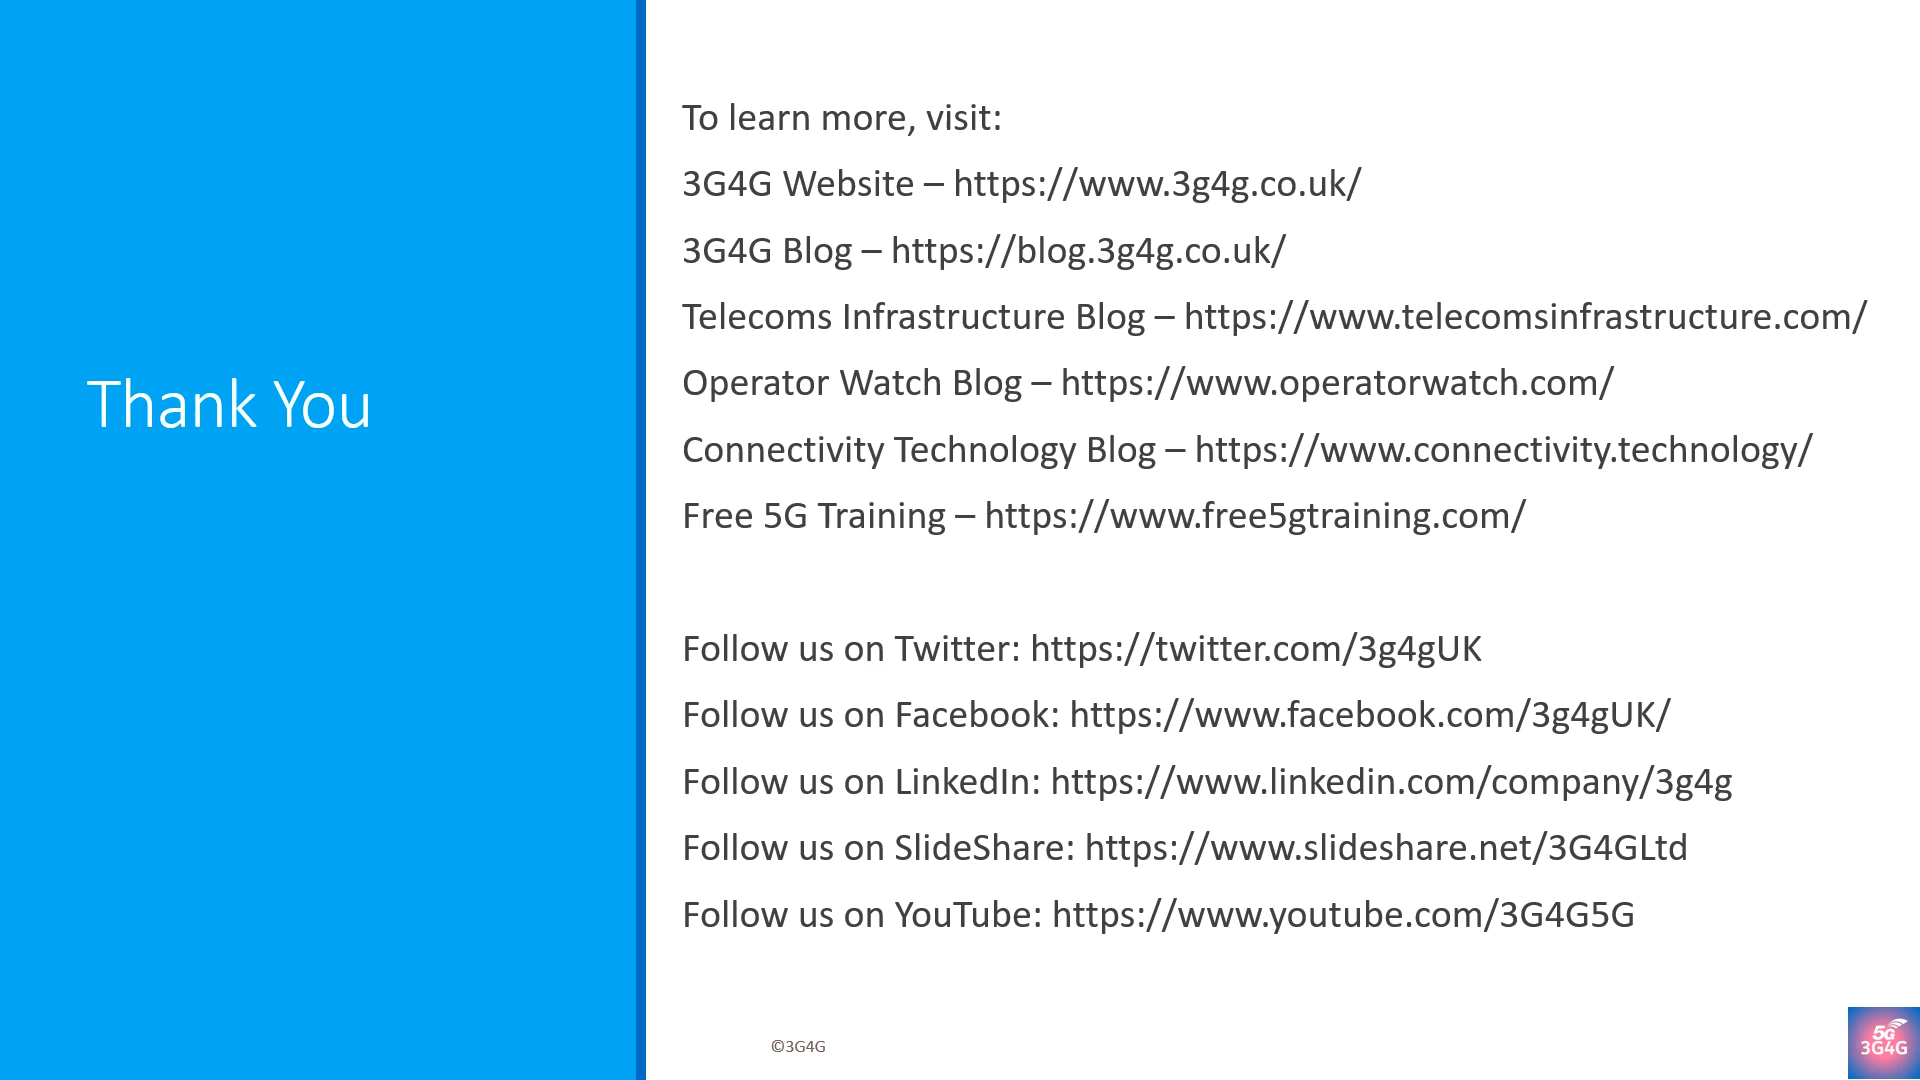 Thank You
To learn more, visit:
3G4G Website – https://www.3g4g.co.uk/
3G4G Blog – https://blog.3g4g.co.uk/
Telecoms Infrastructure Blog – https://www.telecomsinfrastructure.com/
Operator Watch Blog – https://www.operatorwatch.com/
Connectivity Technology Blog – https://www.connectivity.technology/
Free 5G Training – https://www.free5gtraining.com/
Follow us on Twitter: https://twitter.com/3g4gUK
Follow us on Facebook: https://www.facebook.com/3g4gUK/
Follow us on LinkedIn: https://www.linkedin.com/company/3g4g
Follow us on SlideShare: https://www.slideshare.net/3G4GLtd
Follow us on YouTube: https://www.youtube.com/3G4G5G
©3G4G
5G
3G4G